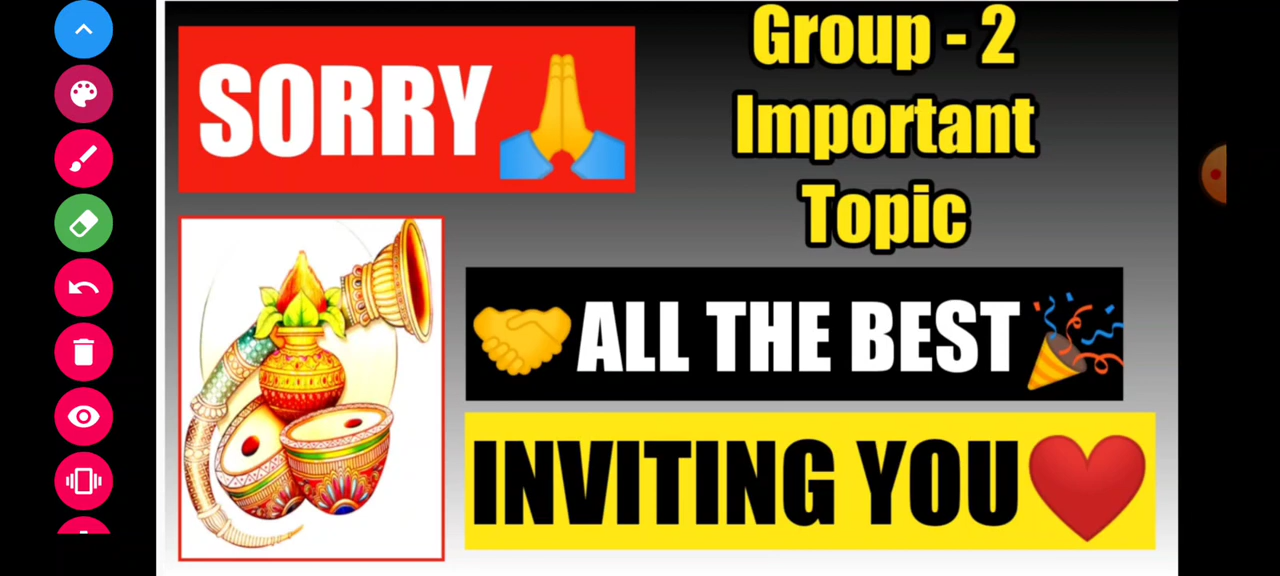 SORRY🙏
Group - 2
Important
Topic
🤝ALL THE BEST🎉
INVITING YOU❤️